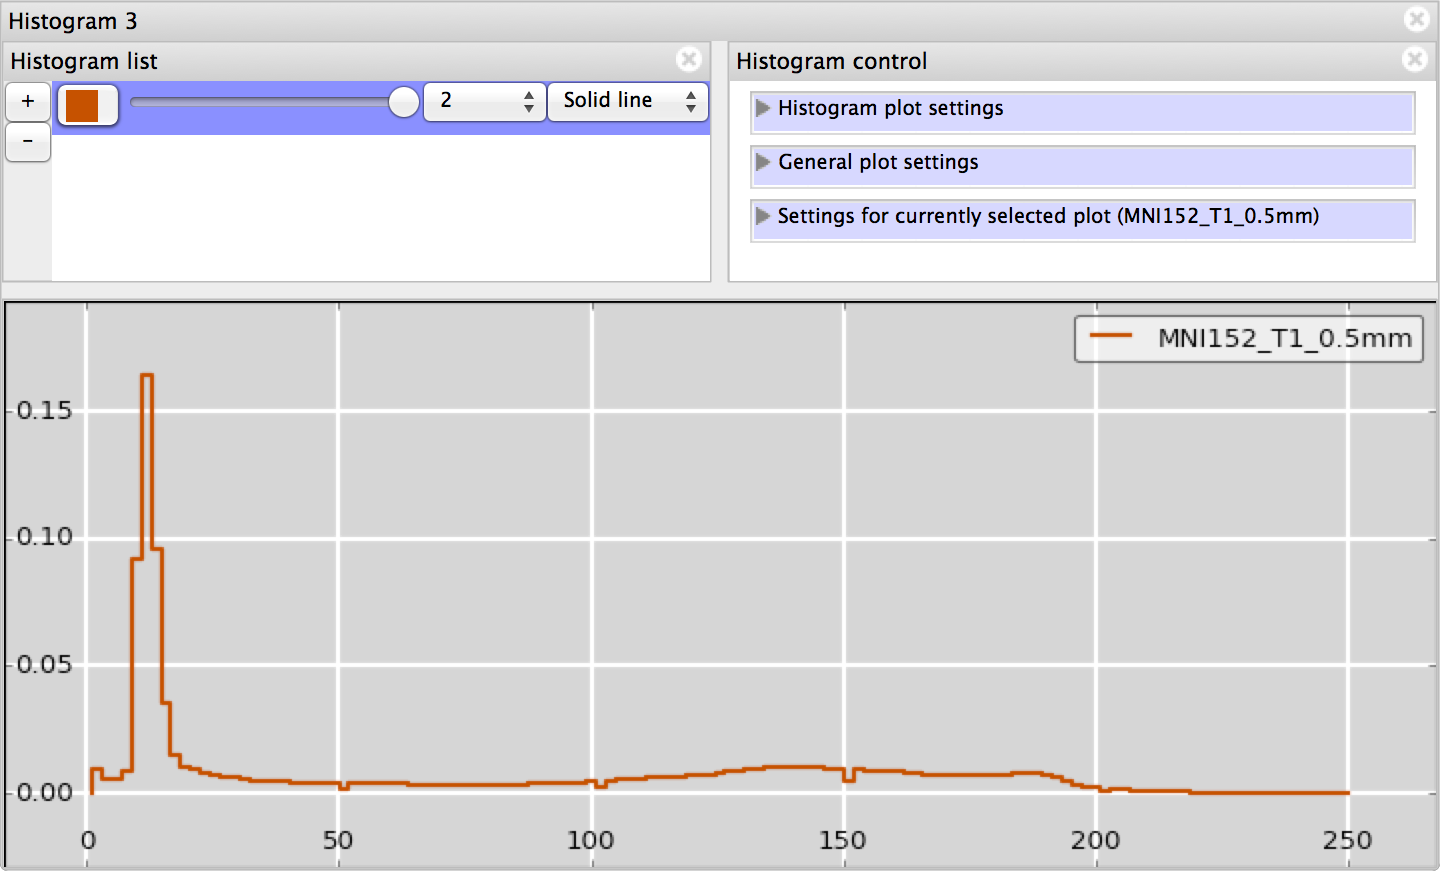 Histogram 3
Histogram list
Histogram control
+
2
Solid line
-
Histogram plot settings
General plot settings
Settings for currently selected plot (MNI152_T1_0.5mm)
MNI152_T1_0.5mm
0.15
0.10
0.05
0.00
0 50 100 150 200 250